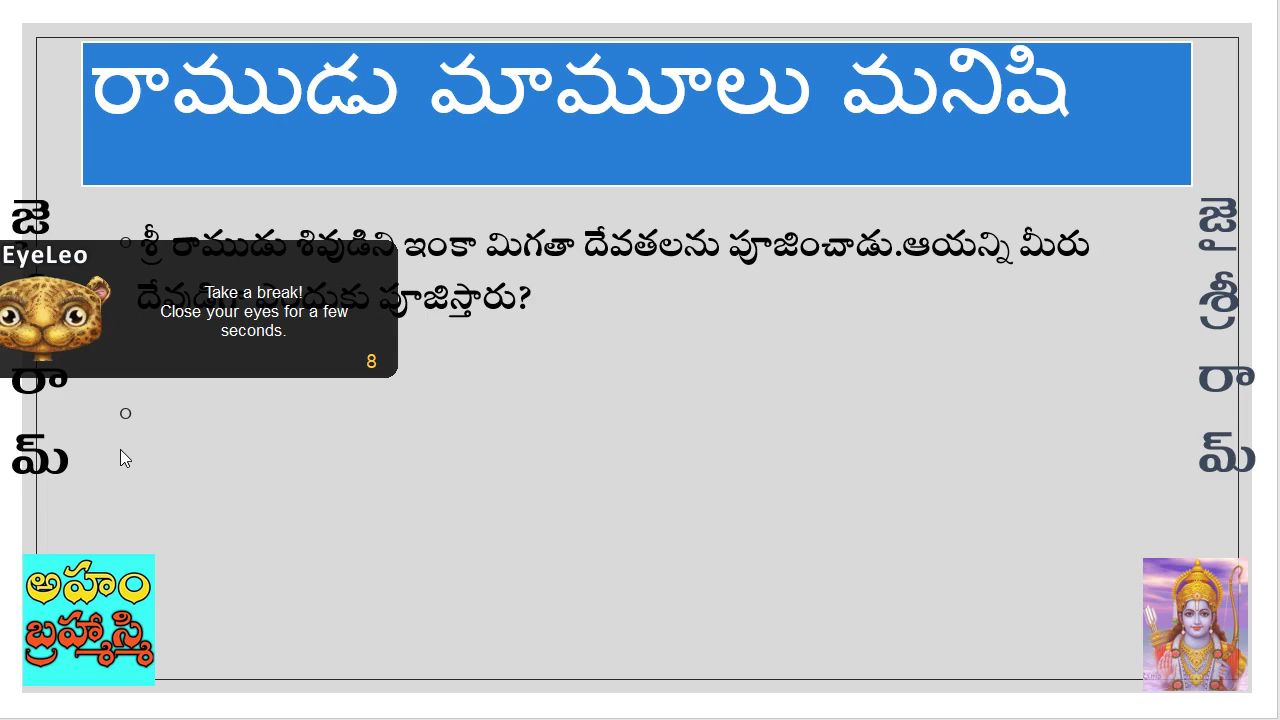 రాముడు మామూలు మనిషి
జై
శ్రీ రాముడు శివుడిని ఇంకా మిగతా దేవతలను పూజించాడు.ఆయన్ని మీరు
దేవుడిగా ఎందుకు పూజిస్తారు?
EyeLeo
Take a break!
Close your eyes for a few
seconds.
8
రా
మ్
జై
శ్రీ
రా
మ్
అహం
బ్రహ్మాస్మి